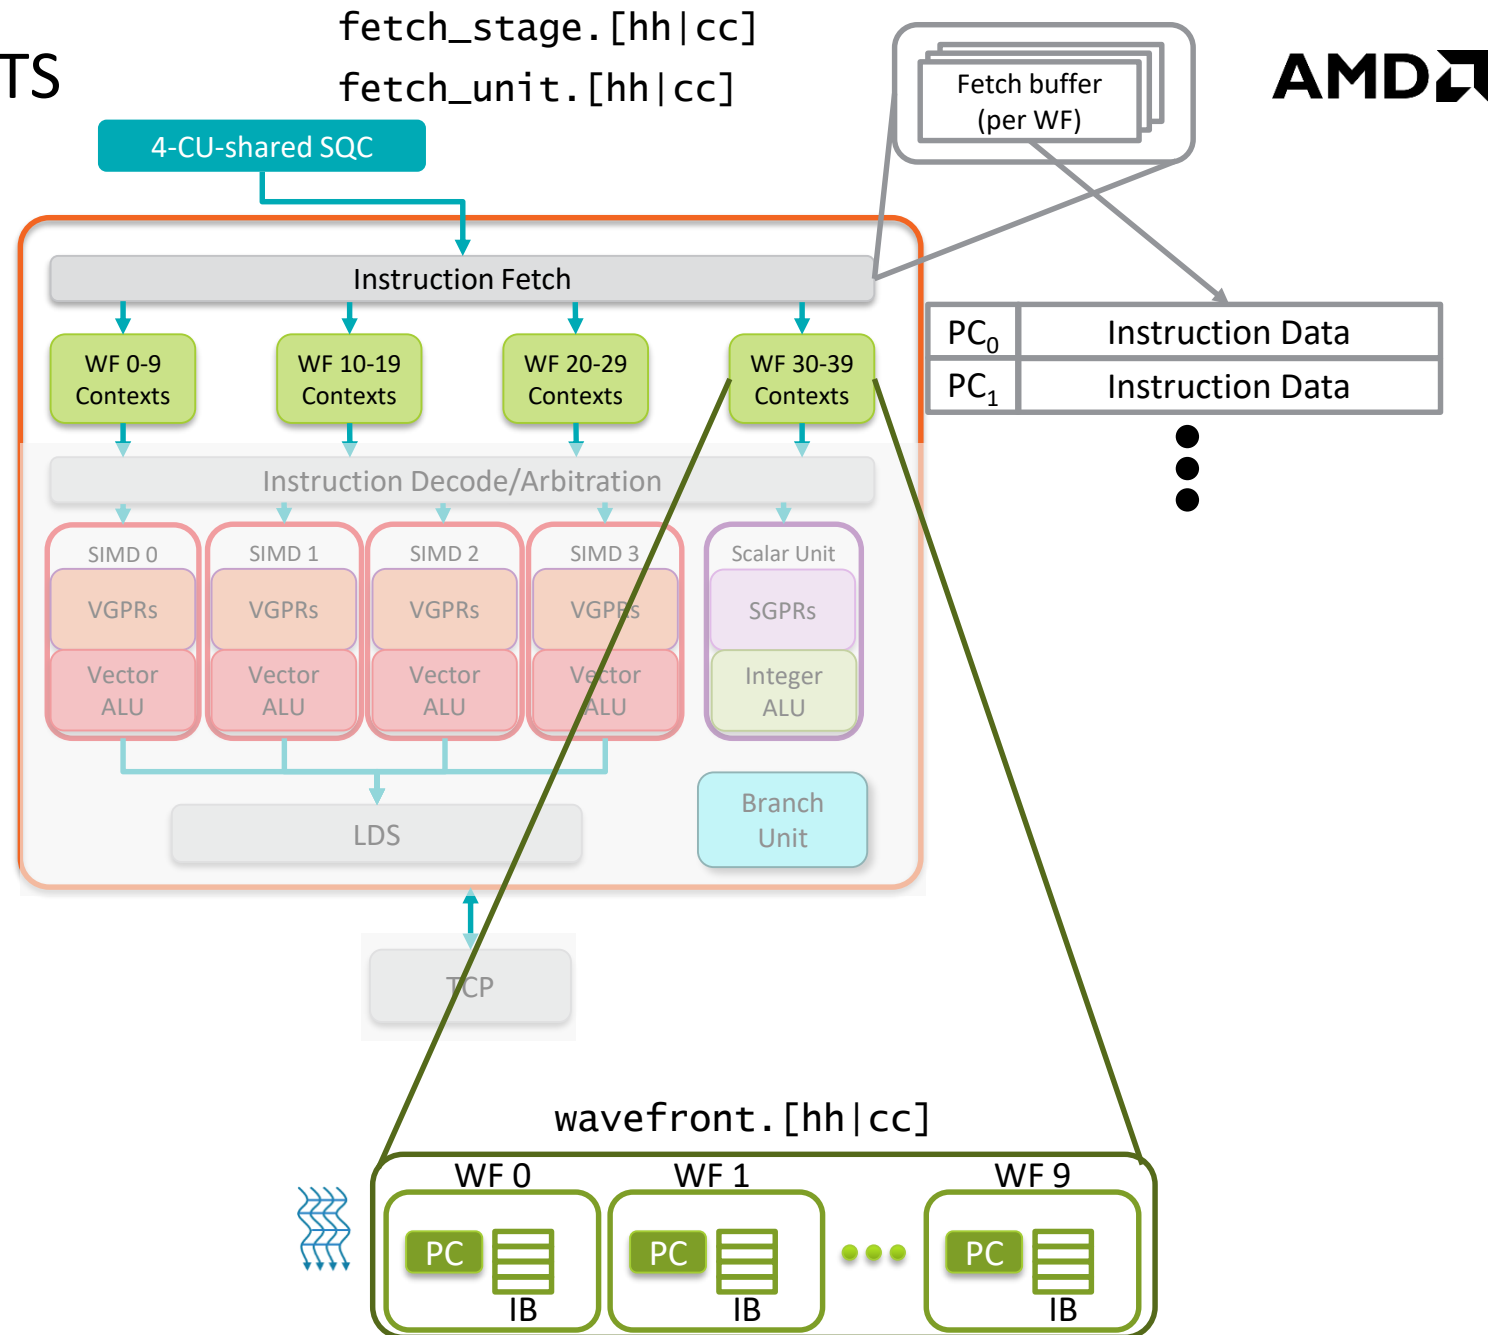 fetch_stage.[hh|cc]
TS
fetch_unit.[hh|cc]
Fetch buffer
(per WF)
AMD
4-CU-shared SQC
Instruction Fetch
WF 0-9
Contexts
WF 10-19
Contexts
WF 20-29
Contexts
WF 30-39
Contexts
PC0 Instruction Data
PC1 Instruction Data
Instruction Decode/Arbitration
SIMD 0
VGPRs
Vector
ALU
SIMD 1
VGPRs
Vector
ALU
SIMD 2
VGPRs
Vector
ALU
SIMD 3
VGPRs
Vector
ALU
Scalar Unit
SGPRs
Integer
ALU
LDS
Branch
Unit
TCP
wavefront.[hh|cc]
WF 0
PC
IB
WF 1
PC
IB
WF 9
PC
IB